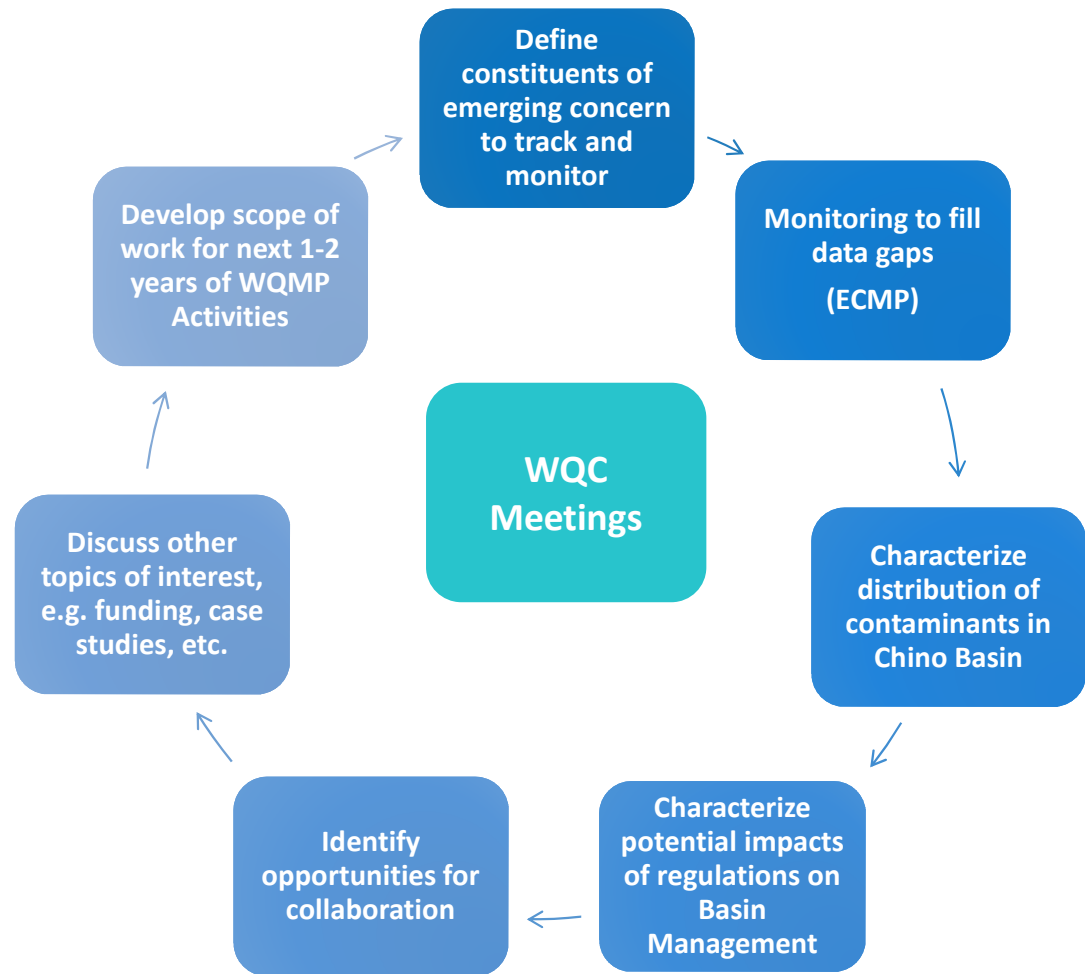 Define
constituents of
emerging concern
to track and
monitor
Monitoring to fill
data gaps
(ECMP)
Characterize
distribution of
contaminants in
Chino Basin
Characterize
potential impacts
of regulations on
Basin
Management
Identify
opportunities for
collaboration
Discuss other
topics of interest,
e.g. funding, case
studies, etc.
Develop scope of
work for next 1-2
years of WQMP
Activities
WQC
Meetings